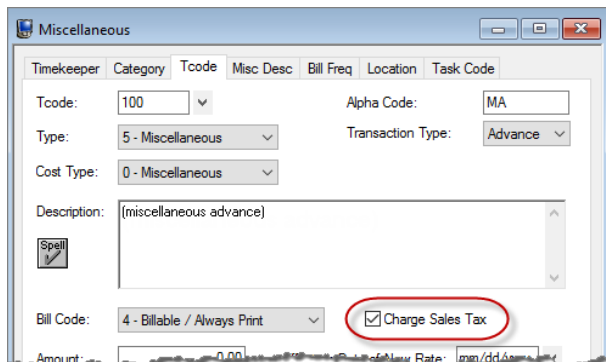 Miscellaneous
Timekeeper Category Tcode Misc Desc Bill Freq Location Task Code
Tcode: 100 Alpha Code: MA
Type: 5 - Miscellaneous Transaction Type: Advance
Cost Type: 0 - Miscellaneous
Description: (miscellaneous advance)
Spell
Bill Code: 4 - Billable / Always Print Charge Sales Tax
Amount: 0.00 New Rate: